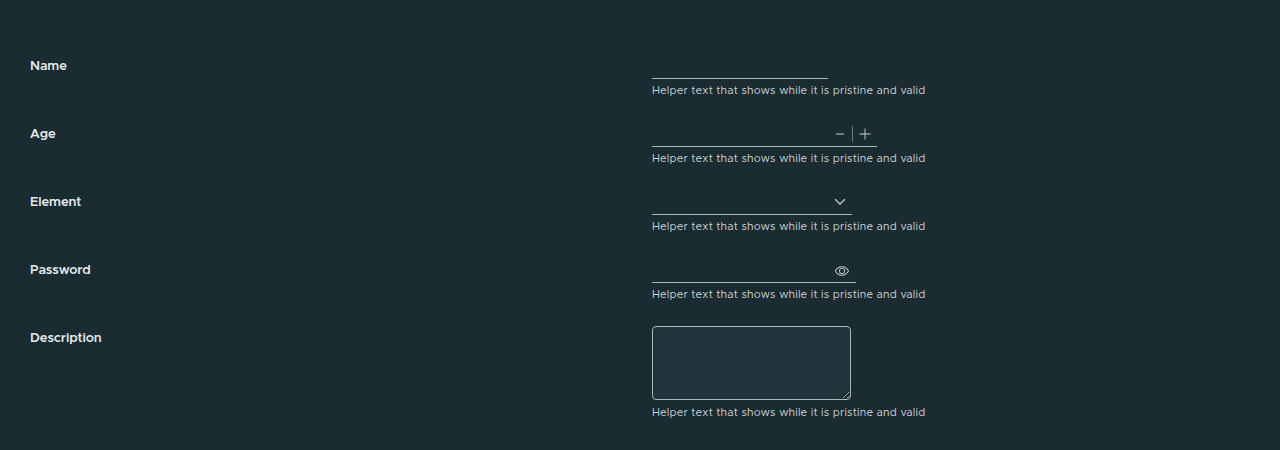 Name
Helper text that shows while it is pristine and valid
Age
Helper text that shows while it is pristine and valid
Element
Helper text that shows while it is pristine and valid
Password
Helper text that shows while it is pristine and valid
Description
Helper text that shows while it is pristine and valid